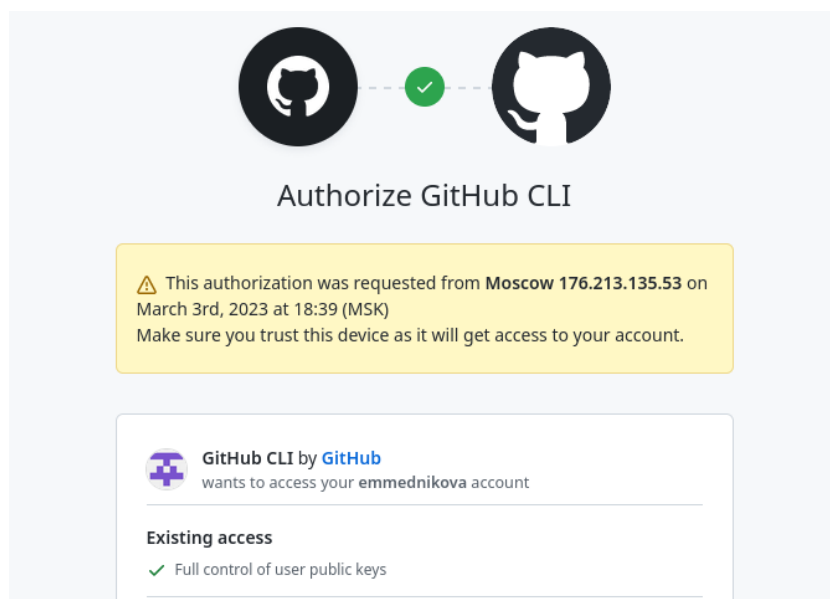 Authorize GitHub CLI
This authorization was requested from Moscow 176.213.135.53 on
March 3rd, 2023 at 18:39 (MSK)
Make sure you trust this device as it will get access to your account.
GitHub CLI by GitHub
wants to access your emmednikova account
Existing access
Full control of user public keys